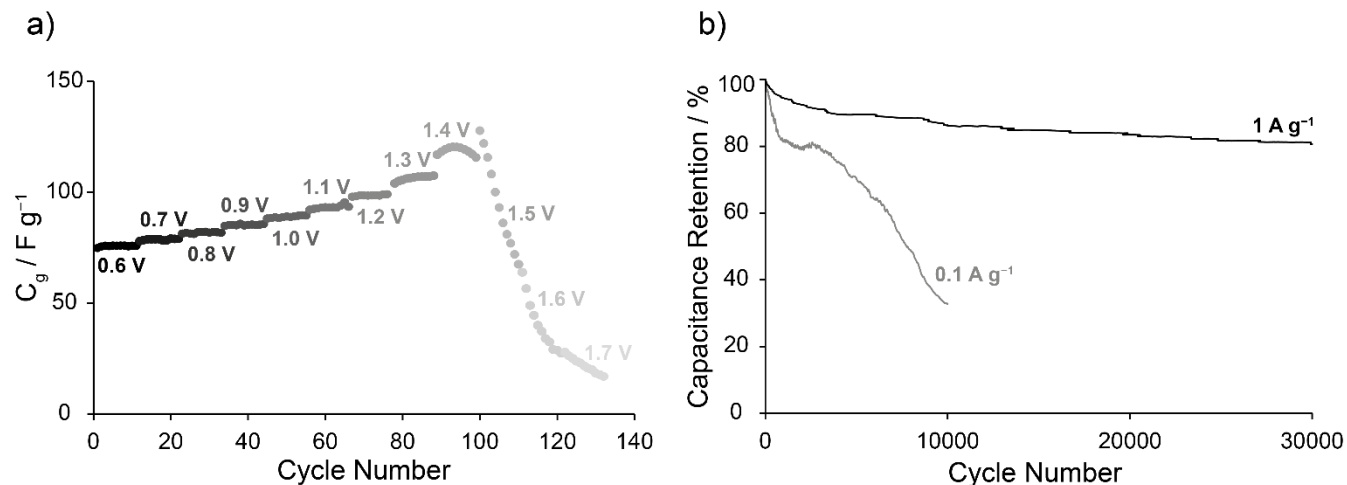 a)
150
100
50
0
C_g / F g⁻¹
0.6 V
0.7 V
0.8 V
0.9 V
1.0 V
1.1 V
1.2 V
1.3 V
1.4 V
1.5 V
1.6 V
1.7 V
0 20 40 60 80 100 120 140
Cycle Number
b)
100
80
60
40
20
0
Capacitance Retention / %
1 A g⁻¹
0.1 A g⁻¹
0 10000 20000 30000
Cycle Number